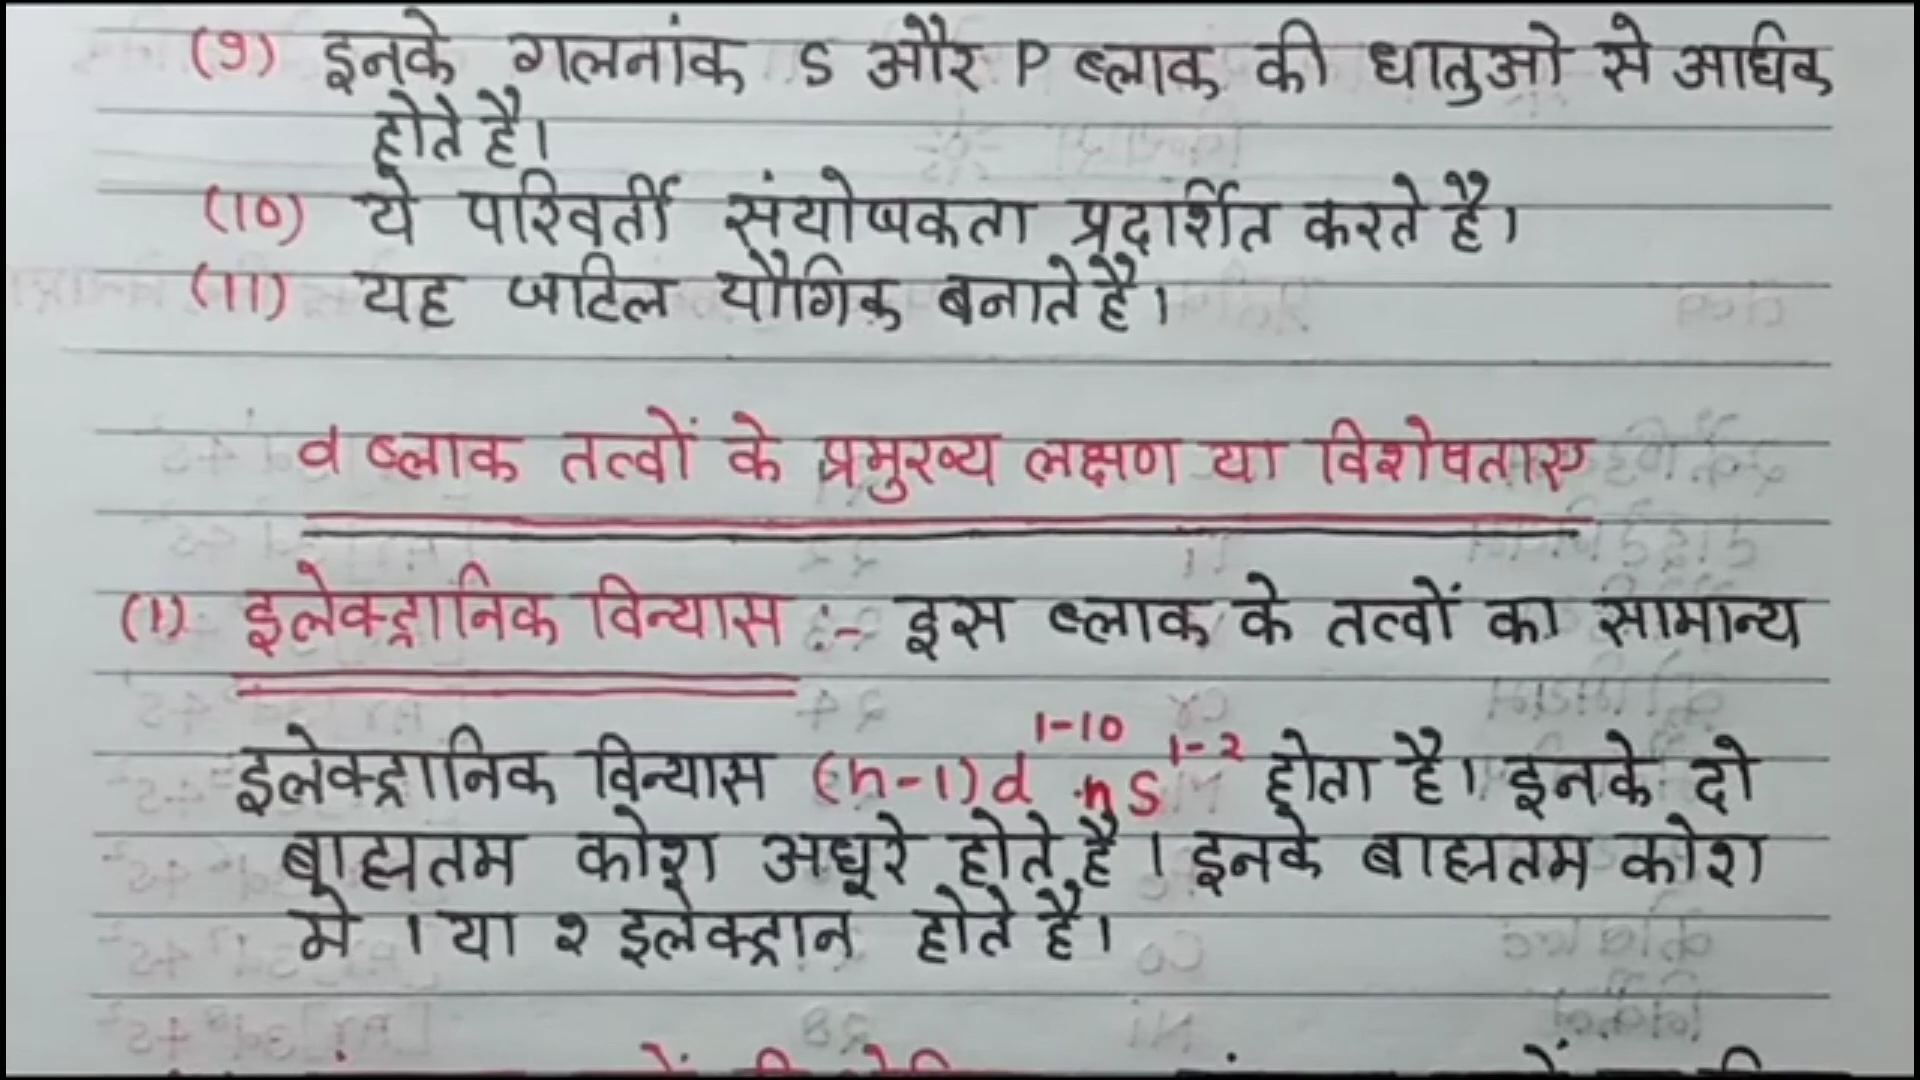 (9) इनके गलनांक S और P ब्लाक की धातुओ से अधिक
होते है।
(10) ये परिवर्ती संयोजकता प्रदर्शित करते है।
(11) यह जटिल यौगिक बनाते है।
d ब्लाक तत्वों के प्रमुख्य लक्षण या विशेषताए
(1) इलेक्ट्रानिक विन्यास :- इस ब्लाक के तत्वों का सामान्य
इलेक्ट्रानिक विन्यास (n-1)d¹⁻¹⁰ ns¹⁻² होता है। इनके दो
बाह्यतम कोश अधूरे होते है। इनके बाह्यतम कोश
मे 1 या 2 इलेक्ट्रान होते है।